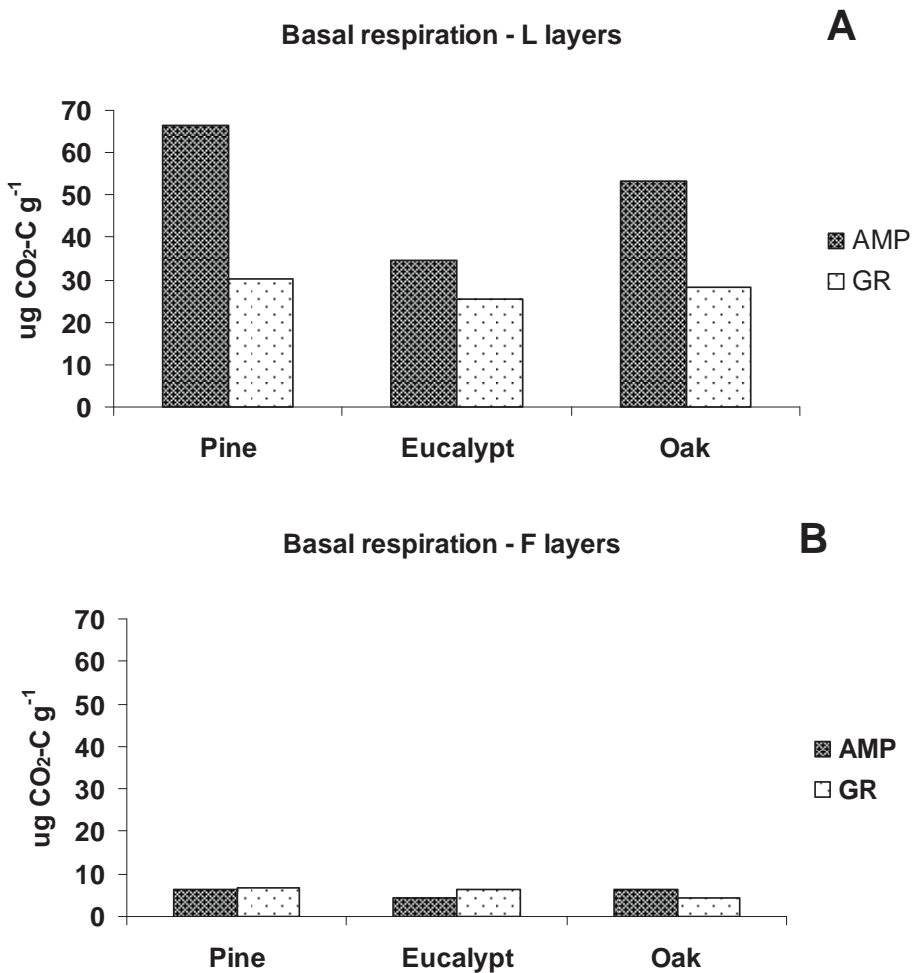 Basal respiration - L layers
A
70
60
50
40
30
20
10
0
ug CO₂-C g⁻¹
AMP
GR
Pine Eucalypt Oak
Basal respiration - F layers
B
70
60
50
40
30
20
10
0
ug CO₂-C g⁻¹
AMP
GR
Pine Eucalypt Oak